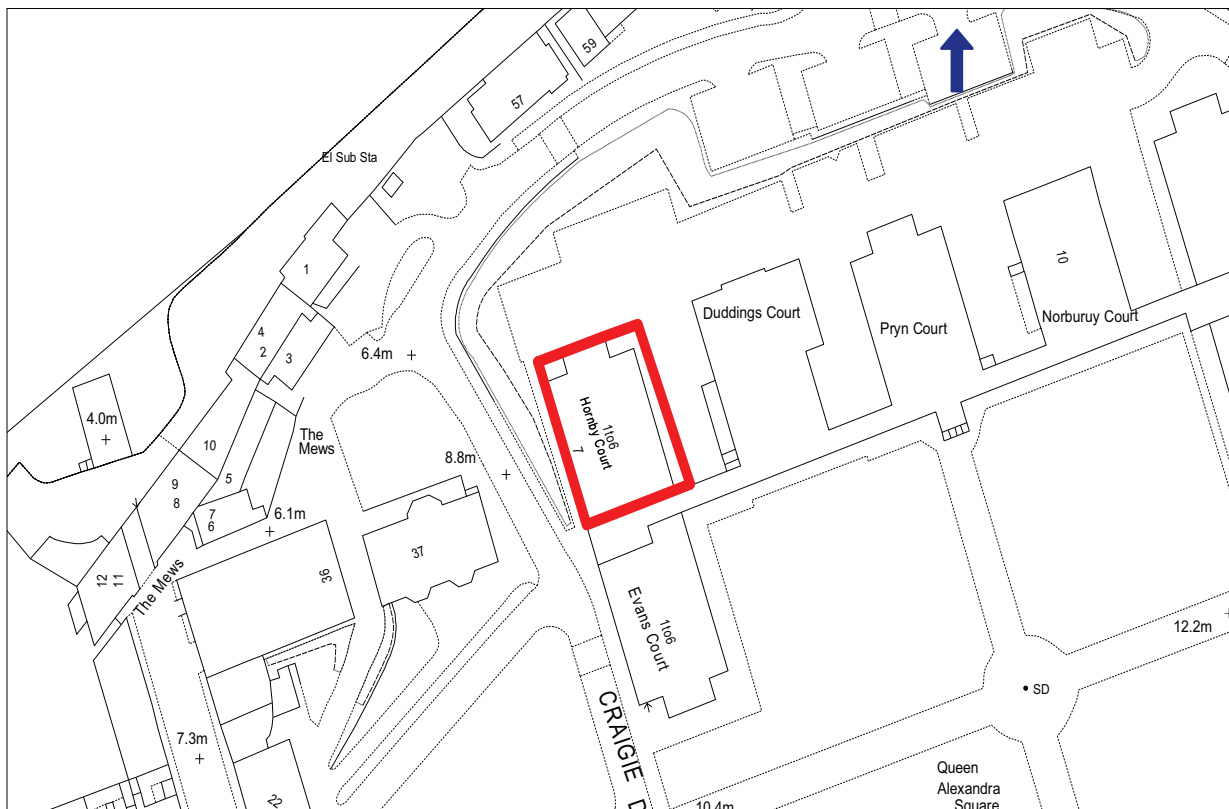 59
57
El Sub Sta
1
4
2
3
6.4m
4.0m
10
The
Mews
5
9
8
7
6
6.1m
12
11
The Mews
36
37
8.8m
7.3m
22
1to6
Hornby Court
7
Duddings Court
Pryn Court
10
Norburuy Court
1to6
Evans Court
CRAIGIE D
10.4m
12.2m
SD
Queen
Alexandra
Square